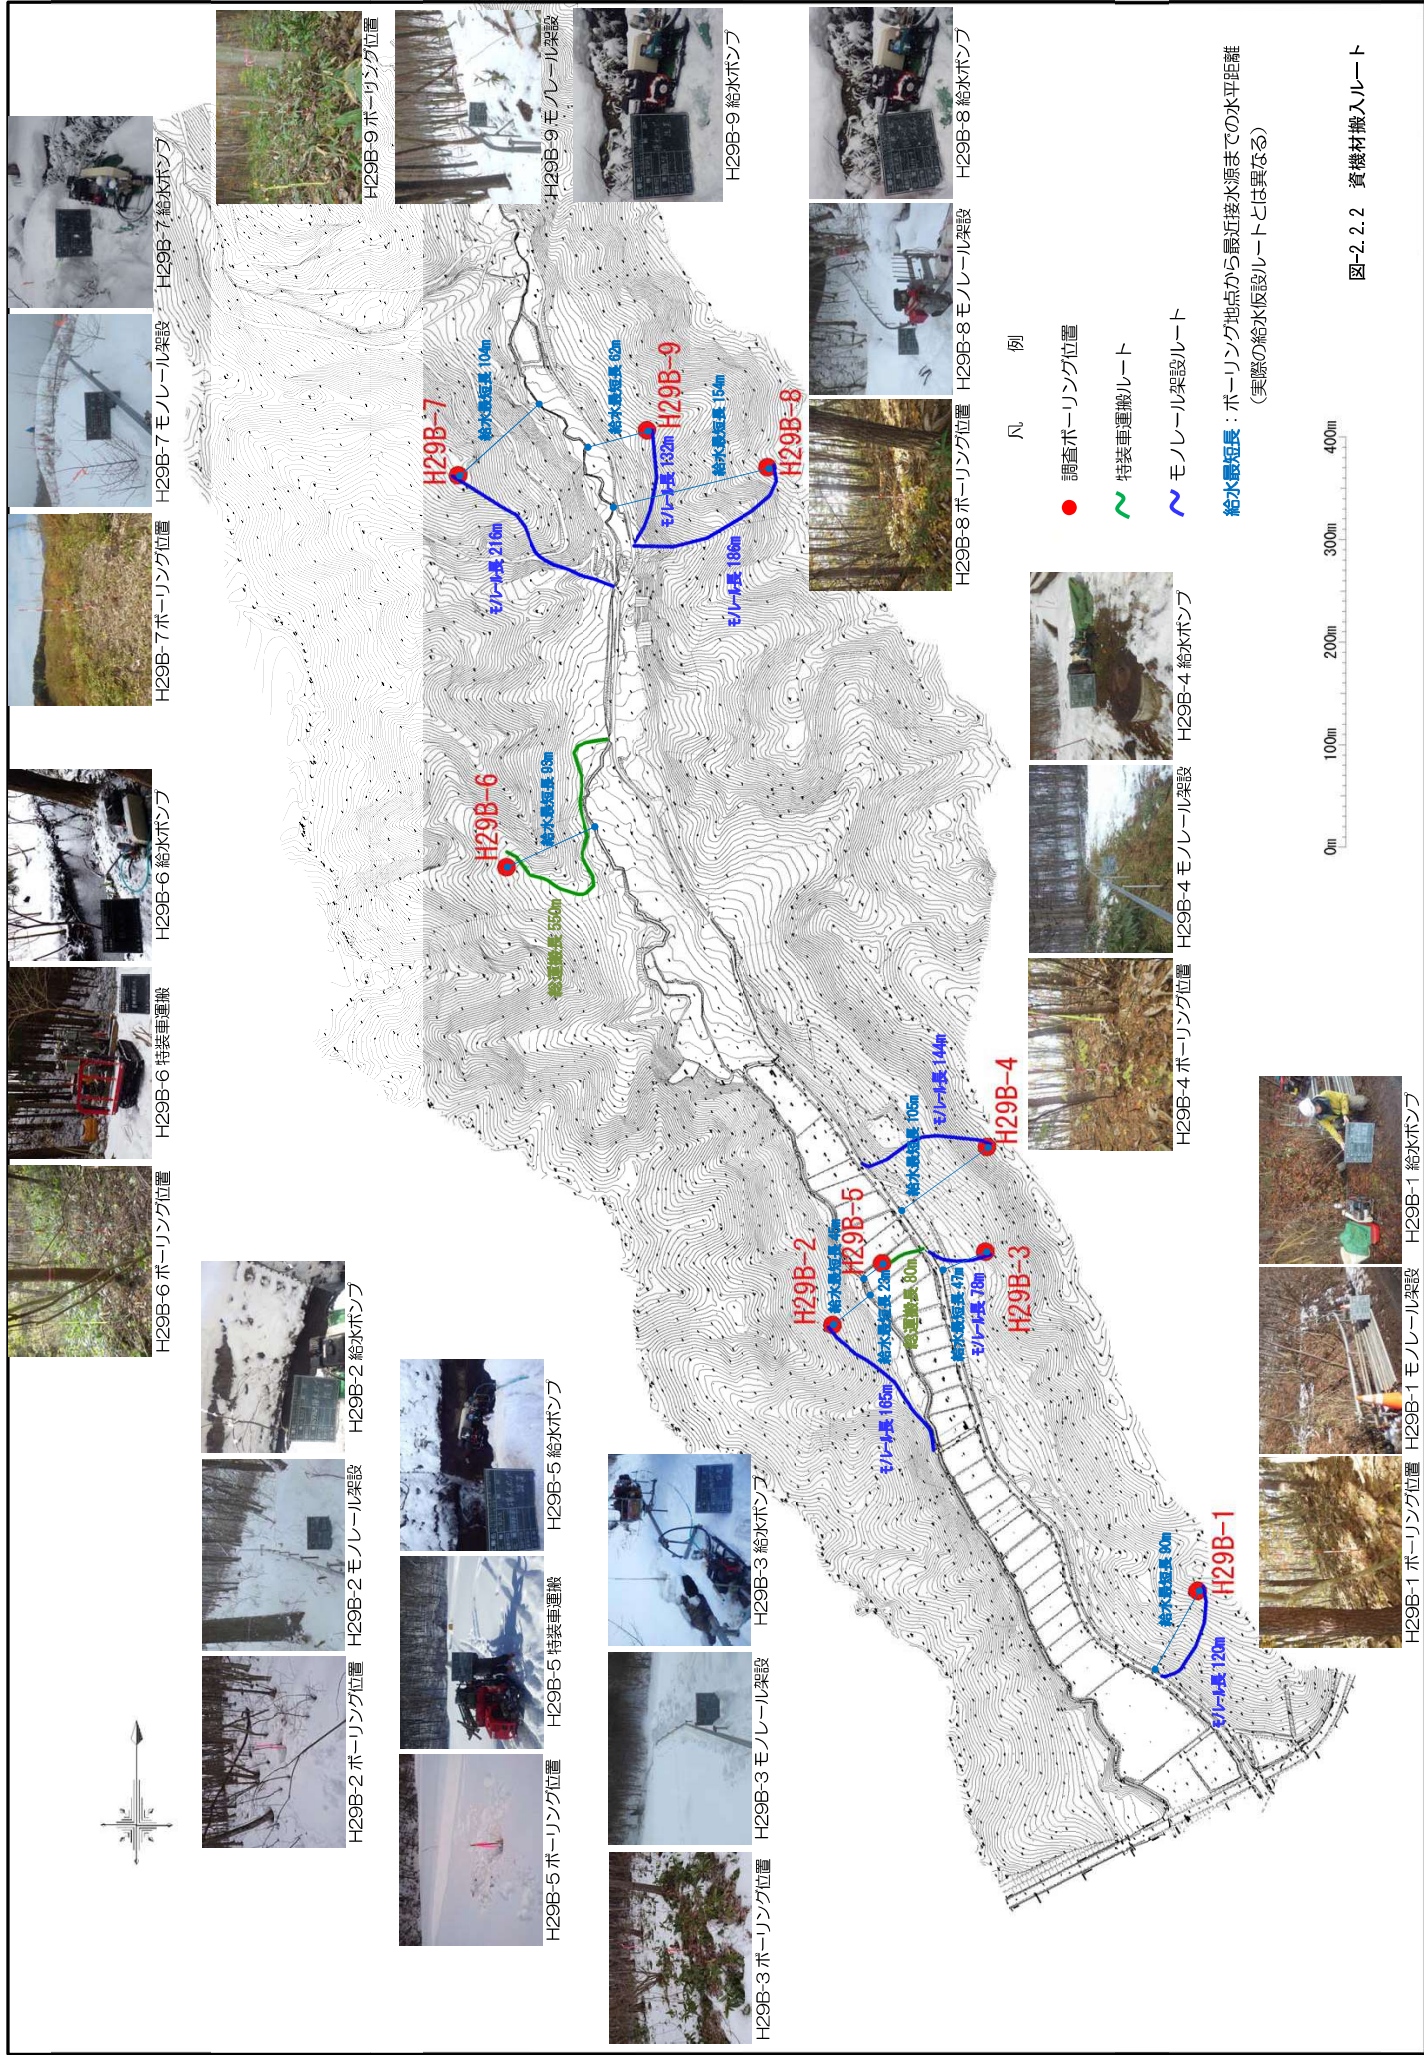 H29B-6 ボーリング位置
H29B-6 特装車運搬
H29B-6 給水ポンプ
H29B-7 ボーリング位置
H29B-7 モノレール架設
H29B-7 給水ポンプ
H29B-2 ボーリング位置
H29B-2 モノレール架設
H29B-2 給水ポンプ
H29B-9 ボーリング位置
H29B-9 モノレール架設
H29B-9 給水ポンプ
H29B-5 ボーリング位置
H29B-5 特装車運搬
H29B-5 給水ポンプ
H29B-3 ボーリング位置
H29B-3 モノレール架設
H29B-3 給水ポンプ
H29B-8 ボーリング位置
H29B-8 モノレール架設
H29B-8 給水ポンプ
H29B-7
給水最短長 104m
モノレール長 216m
H29B-6
給水最短長 93m
総運搬長 550m
給水最短長 62m
H29B-9
モノレール長 132m
給水最短長 154m
H29B-8
モノレール長 186m
H29B-2
給水最短長 45m
H29B-5
給水最短長 23m
総運搬長 80m
モノレール長 165m
給水最短長 105m
モノレール長 144m
H29B-4
給水最短長 47m
モノレール長 78m
H29B-3
給水最短長 90m
H29B-1
モノレール長 120m
H29B-4 ボーリング位置
H29B-4 モノレール架設
H29B-4 給水ポンプ
H29B-1 ボーリング位置
H29B-1 モノレール架設
H29B-1 給水ポンプ
凡 例
調査ボーリング位置
特装車運搬ルート
モノレール架設ルート
給水最短長：ボーリング地点から最近接水源までの水平距離
（実際の給水仮設ルートとは異なる）
0m 100m 200m 300m 400m
図-2.2.2 資機材搬入ルート